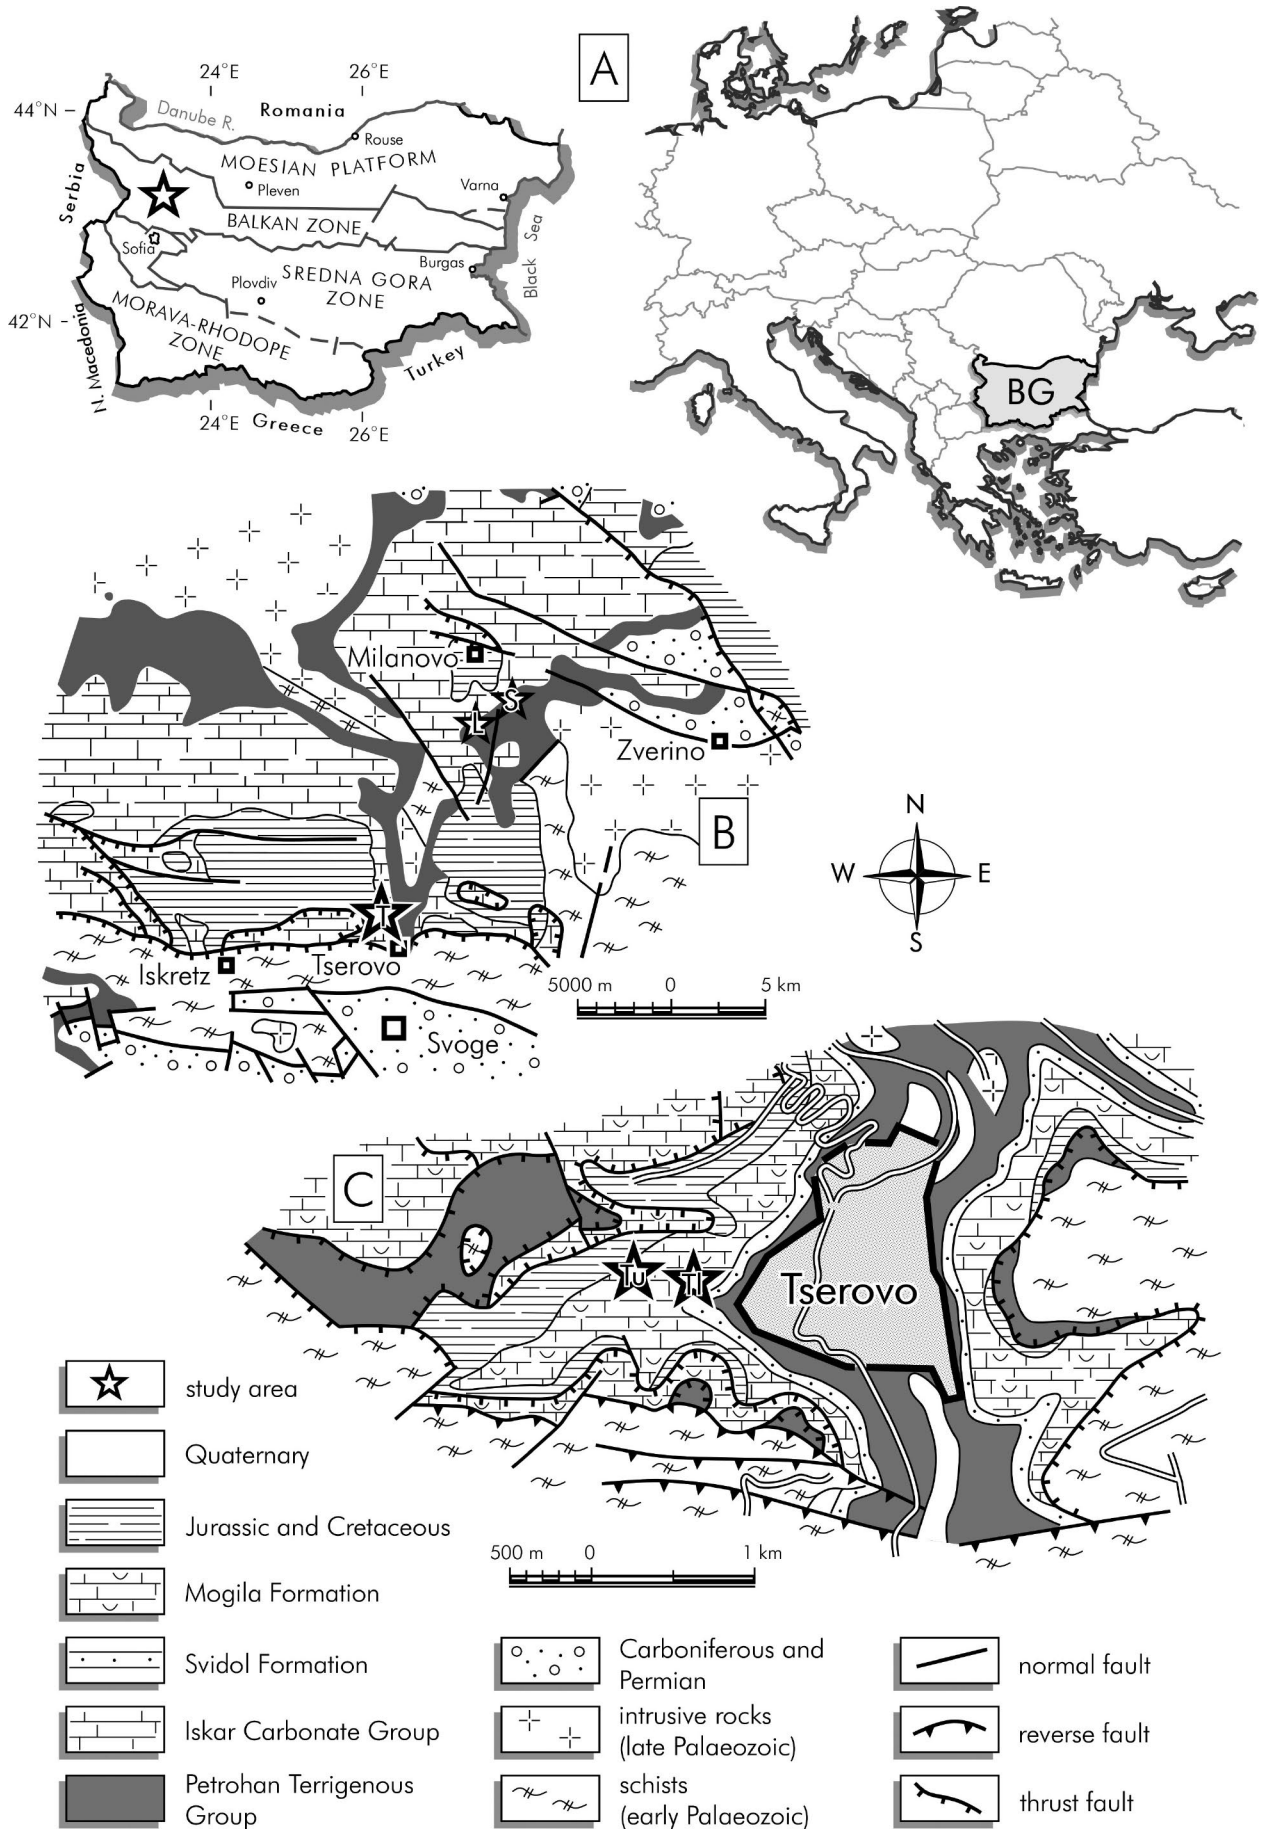 A
24°E
26°E
44°N
Danube R.
Romania
Rouse
MOESIAN PLATFORM
Serbia
Pleven
Varna
BALKAN ZONE
Sofia
Black Sea
Burgas
SREDNA GORA
ZONE
Plovdiv
42°N
MORAVA-RHODOPE
ZONE
N. Macedonia
Turkey
24°E
Greece
26°E
BG
Milanovo
S
L
Zverino
B
T
Iskretz
Tserovo
Svoge
N
W
E
S
5000 m
0
5 km
C
Tu
Tl
Tserovo
500 m
0
1 km
study area
Quaternary
Jurassic and Cretaceous
Mogila Formation
Svidol Formation
Iskar Carbonate Group
Petrohan Terrigenous
Group
Carboniferous and
Permian
intrusive rocks
(late Palaeozoic)
schists
(early Palaeozoic)
normal fault
reverse fault
thrust fault